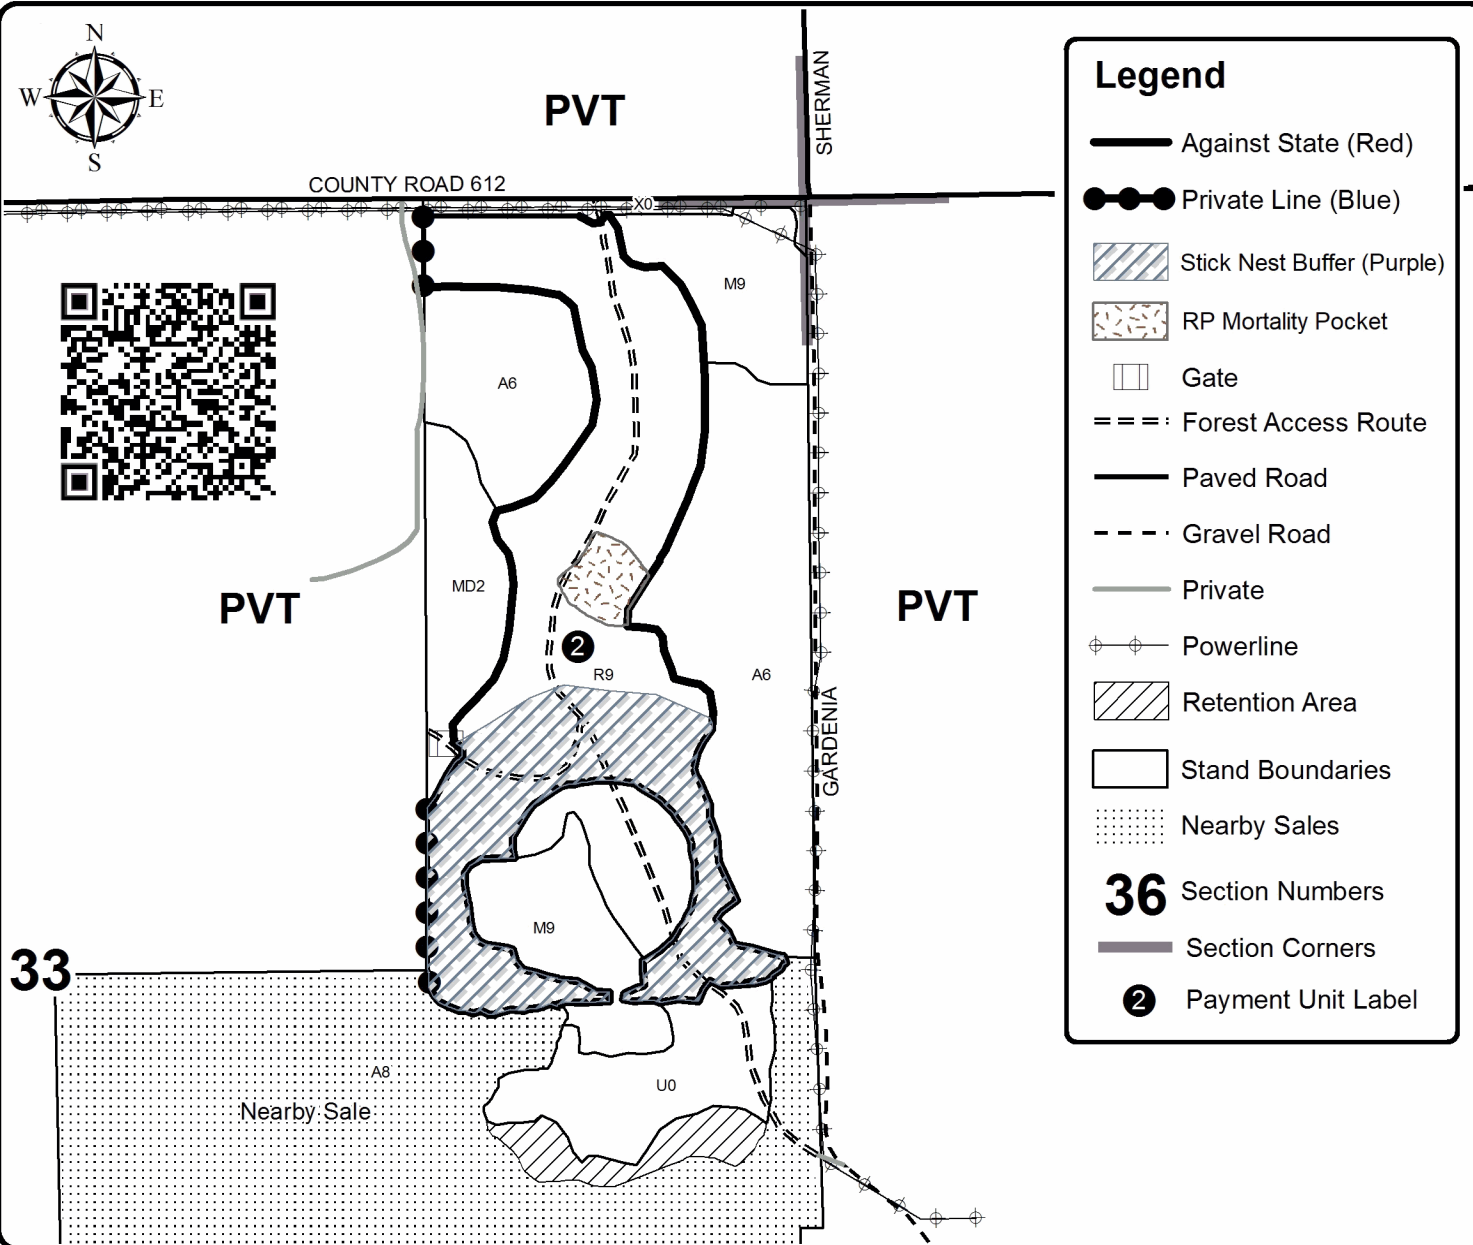 N
W E
S
PVT
SHERMAN
COUNTY ROAD 612
X0
M9
A6
MD2
PVT
PVT
2
R9
A6
GARDENIA
M9
33
A8
Nearby Sale
U0
Legend
Against State (Red)
Private Line (Blue)
Stick Nest Buffer (Purple)
RP Mortality Pocket
Gate
Forest Access Route
Paved Road
Gravel Road
Private
Powerline
Retention Area
Stand Boundaries
Nearby Sales
36 Section Numbers
Section Corners
2 Payment Unit Label